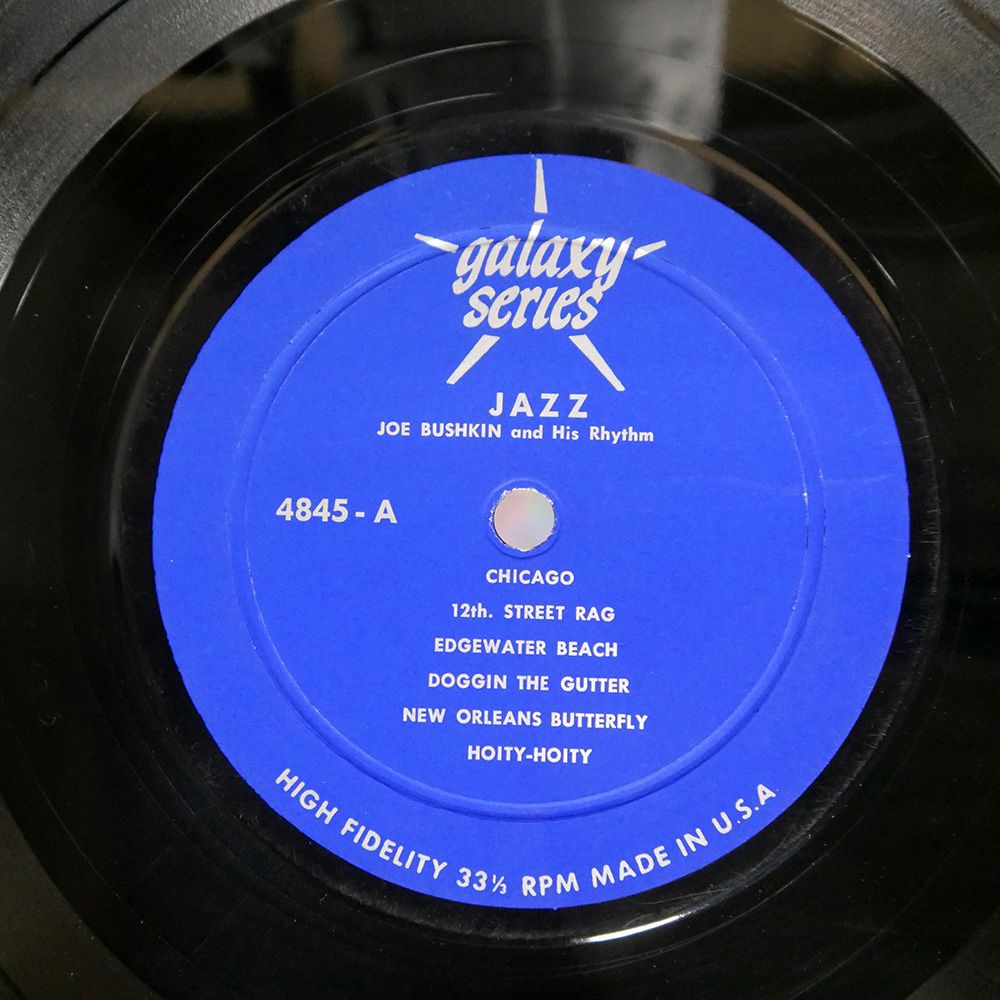 galaxy
series
JAZZ
JOE BUSHKIN and His Rhythm
4845 - A
CHICAGO
12th. STREET RAG
EDGEWATER BEACH
DOGGIN THE GUTTER
NEW ORLEANS BUTTERFLY
HOITY-HOITY
HIGH FIDELITY 33⅓ RPM MADE IN U.S.A